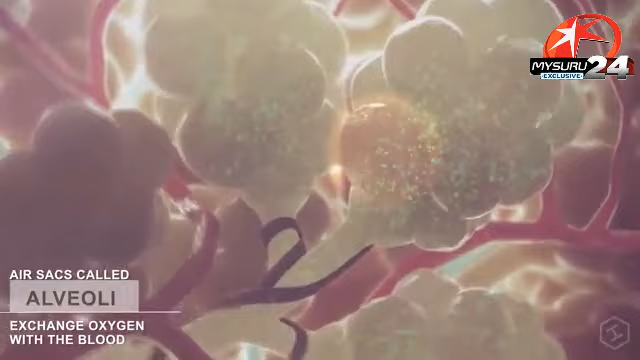 MYSURU 24
EXCLUSIVE
AIR SACS CALLED
ALVEOLI
EXCHANGE OXYGEN
WITH THE BLOOD